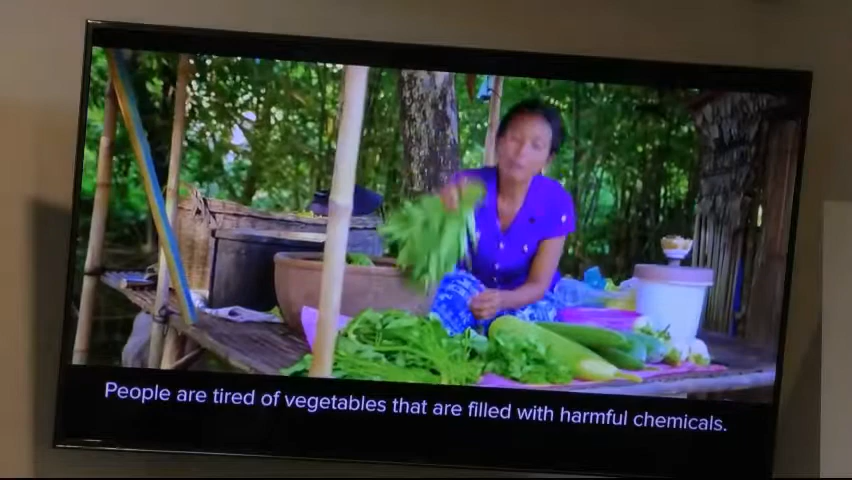 People are tired of vegetables that are filled with harmful chemicals.